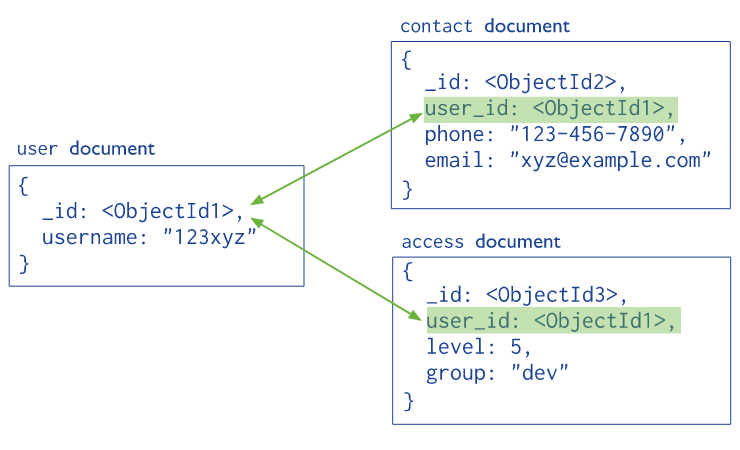 user document
{
_id: <ObjectId1>,
username: "123xyz"
}
contact document
{
_id: <ObjectId2>,
user_id: <ObjectId1>,
phone: "123-456-7890",
email: "xyz@example.com"
}
access document
{
_id: <ObjectId3>,
user_id: <ObjectId1>,
level: 5,
group: "dev"
}